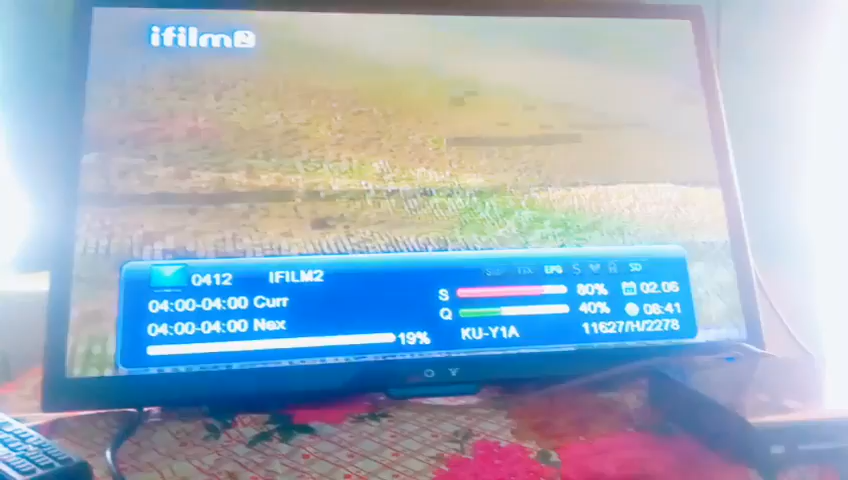 ifilm2
0412 IFILM2
EPG
SD
04:00-04:00 Curr
S 80% 02.06
04:00-04:00 Nex
Q 40% 06:41
19%
KU-Y1A 11627/H/2278